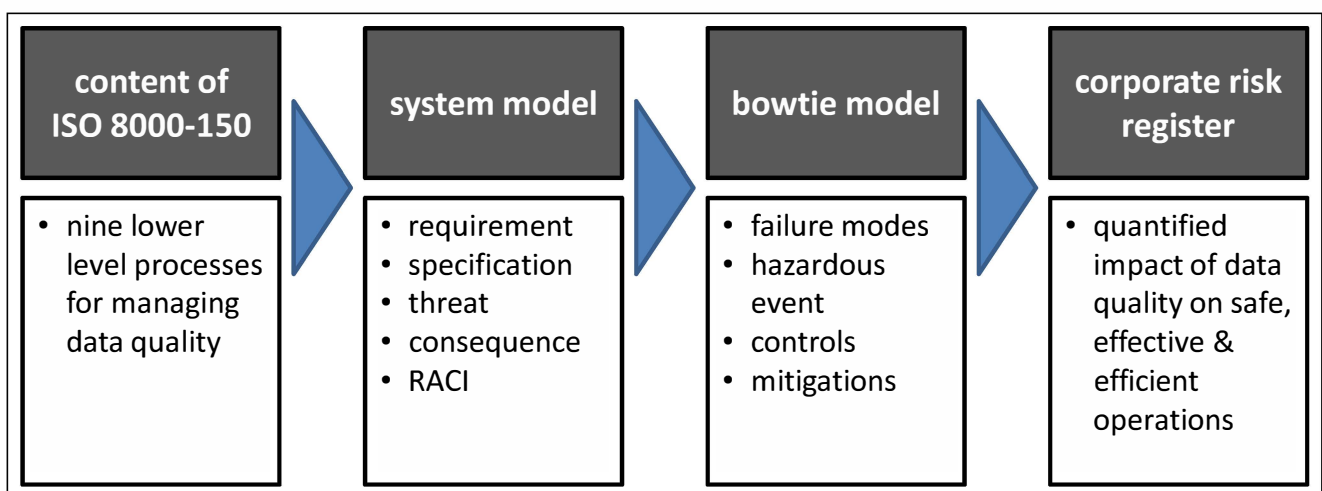 content of
ISO 8000-150
• nine lower
level processes
for managing
data quality
system model
• requirement
• specification
• threat
• consequence
• RACI
bowtie model
• failure modes
• hazardous
event
• controls
• mitigations
corporate risk
register
• quantified
impact of data
quality on safe,
effective &
efficient
operations